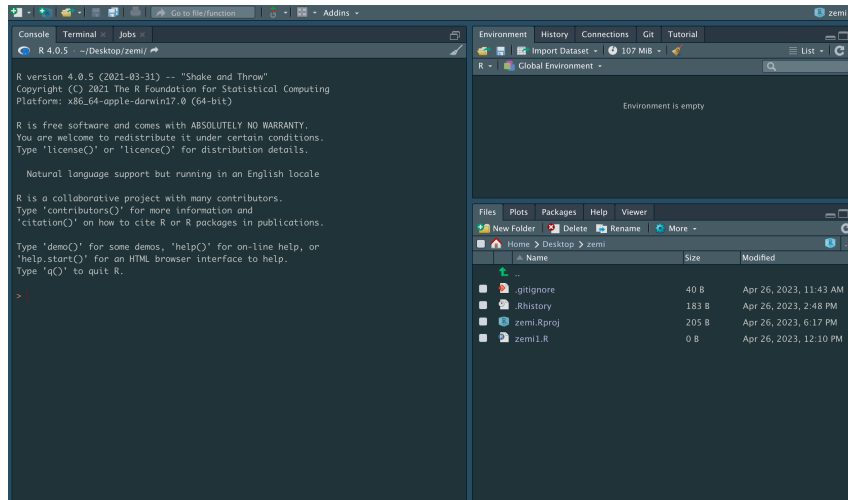 Go to file/function
Addins
zemi
Console Terminal Jobs
R 4.0.5 · ~/Desktop/zemi/
R version 4.0.5 (2021-03-31) -- "Shake and Throw"
Copyright (C) 2021 The R Foundation for Statistical Computing
Platform: x86_64-apple-darwin17.0 (64-bit)
R is free software and comes with ABSOLUTELY NO WARRANTY.
You are welcome to redistribute it under certain conditions.
Type 'license()' or 'licence()' for distribution details.
Natural language support but running in an English locale
R is a collaborative project with many contributors.
Type 'contributors()' for more information and
'citation()' on how to cite R or R packages in publications.
Type 'demo()' for some demos, 'help()' for on-line help, or
'help.start()' for an HTML browser interface to help.
Type 'q()' to quit R.
>
Environment History Connections Git Tutorial
Import Dataset 107 MiB List
R Global Environment
Environment is empty
Files Plots Packages Help Viewer
New Folder Delete Rename More
Home > Desktop > zemi
Name Size Modified
..
.gitignore 40 B Apr 26, 2023, 11:43 AM
.Rhistory 183 B Apr 26, 2023, 2:48 PM
zemi.Rproj 205 B Apr 26, 2023, 6:17 PM
zemi1.R 0 B Apr 26, 2023, 12:10 PM